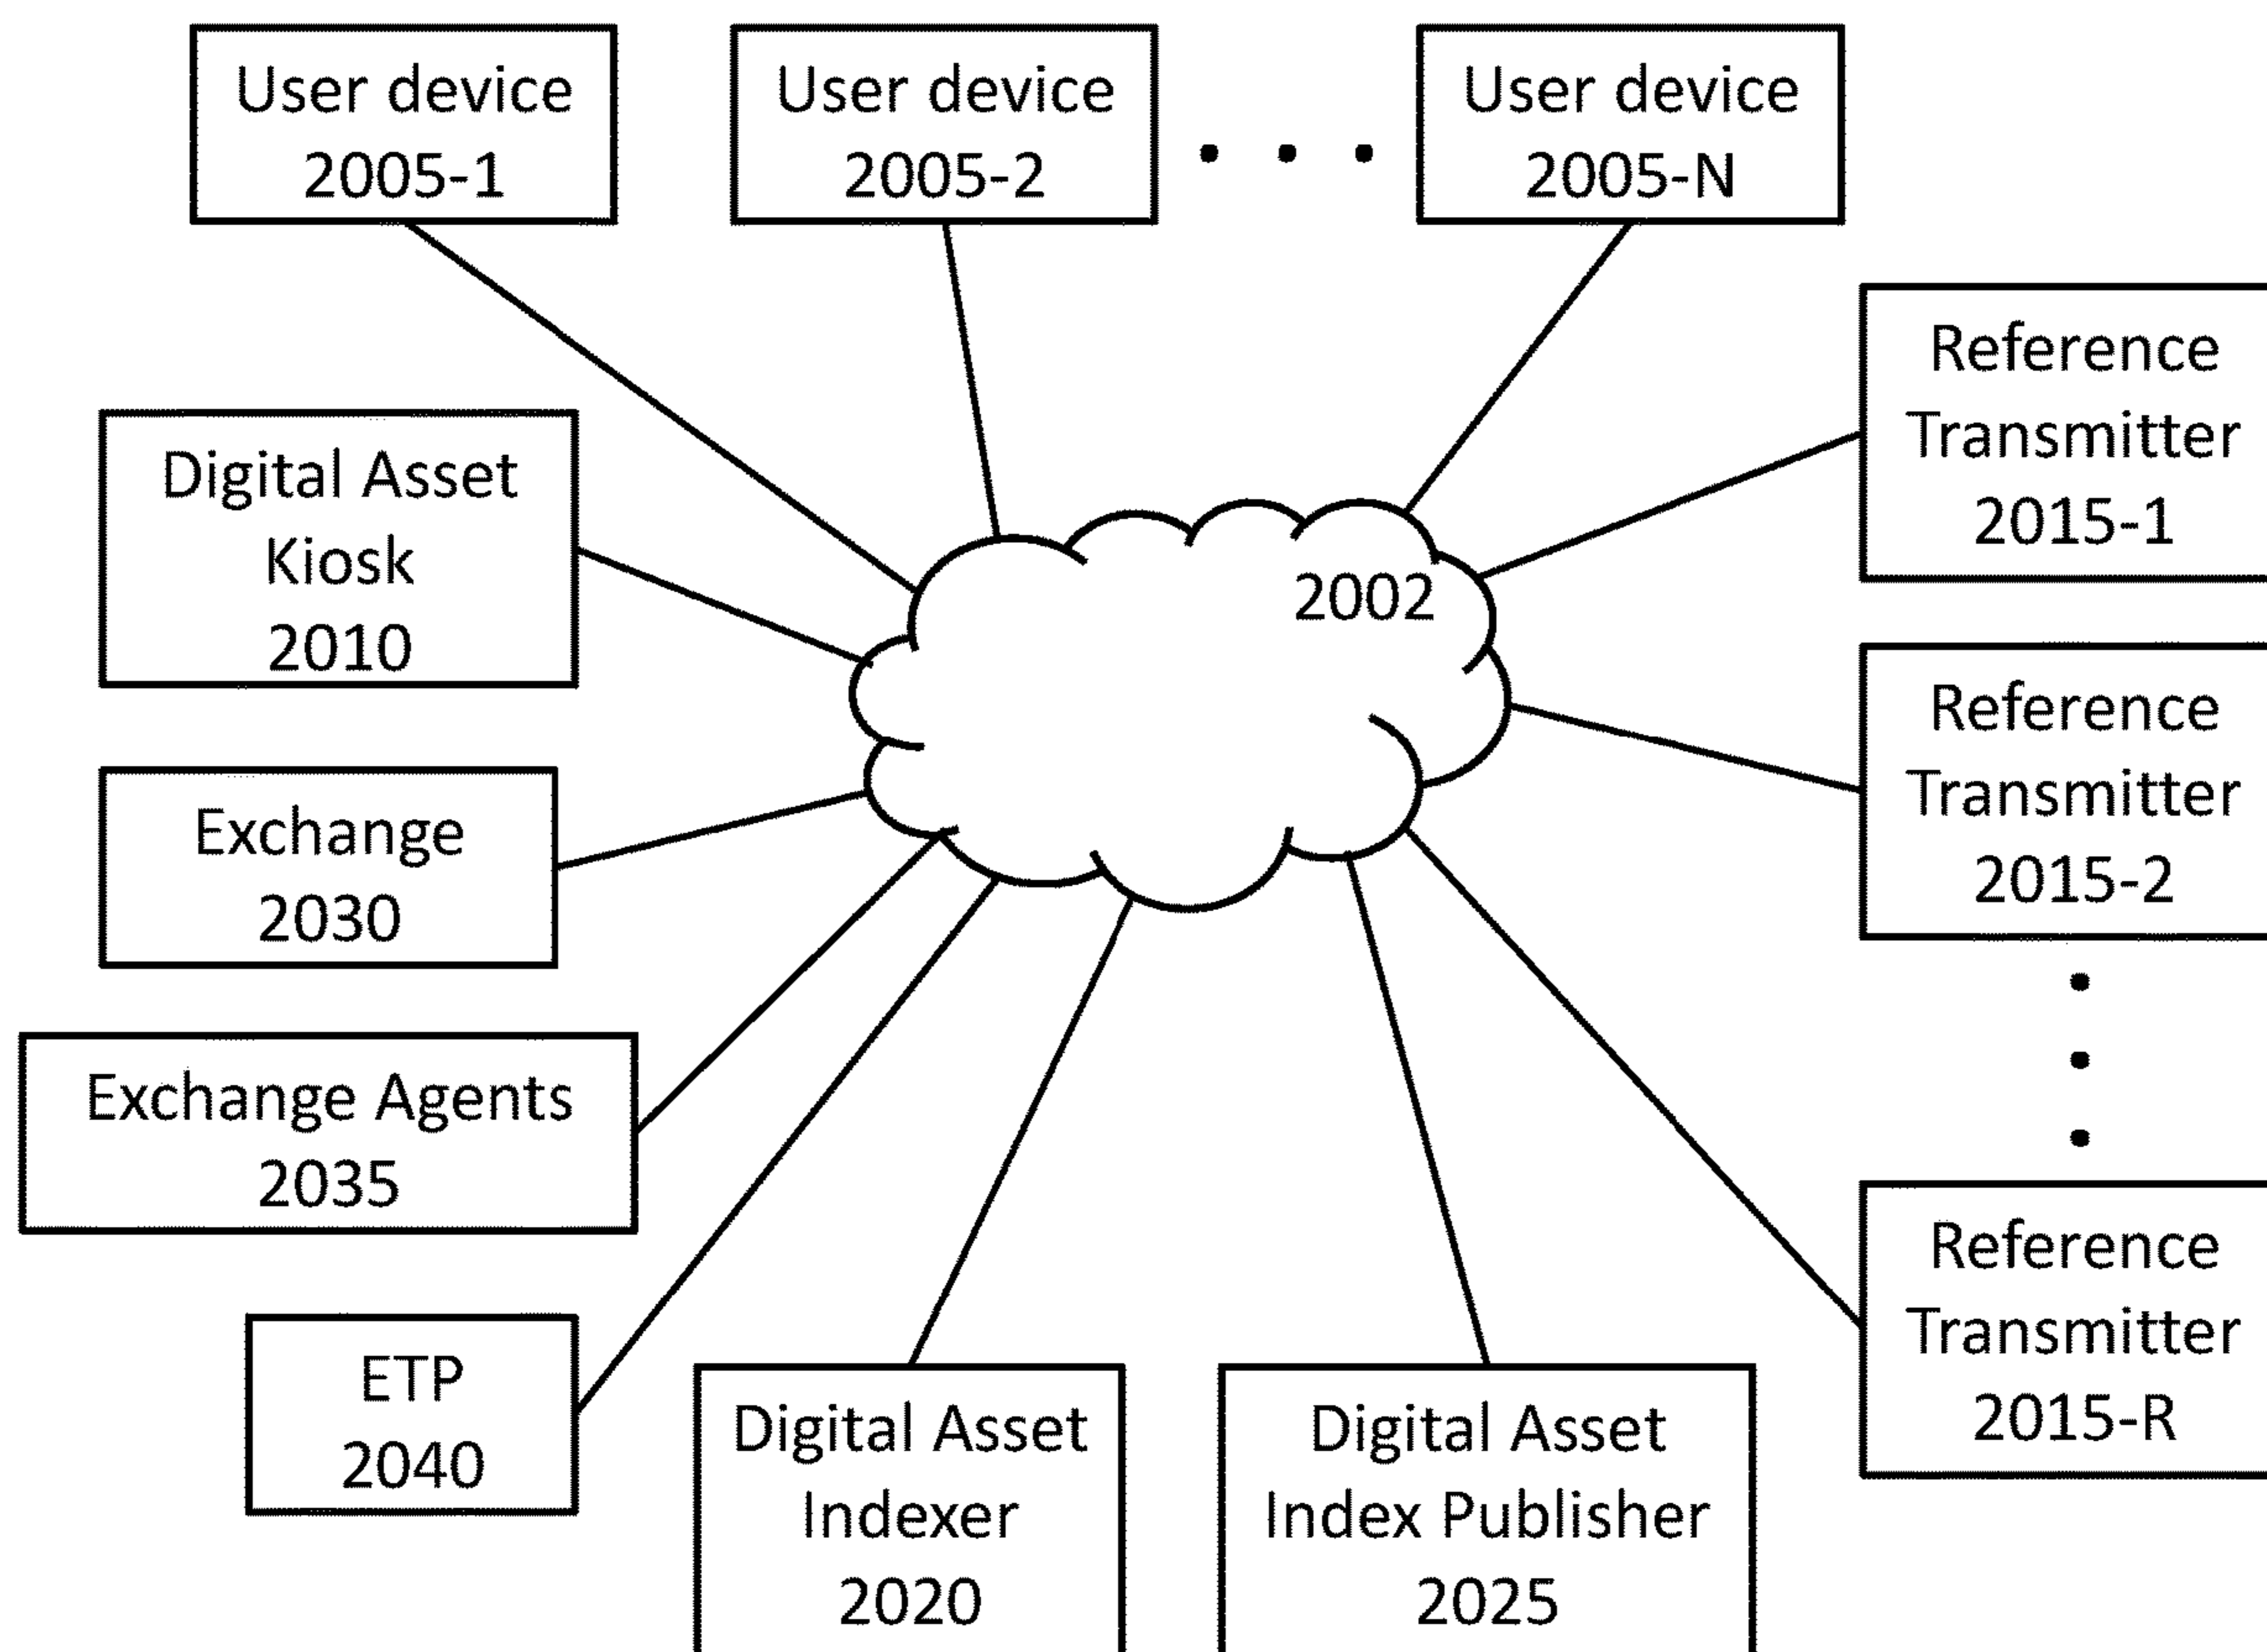 User device
2005-1
User device
2005-2
. . .
User device
2005-N
Reference
Transmitter
2015-1
Digital Asset
Kiosk
2010
2002
Reference
Transmitter
2015-2
Exchange
2030
Exchange Agents
2035
Reference
Transmitter
2015-R
ETP
2040
Digital Asset
Indexer
2020
Digital Asset
Index Publisher
2025